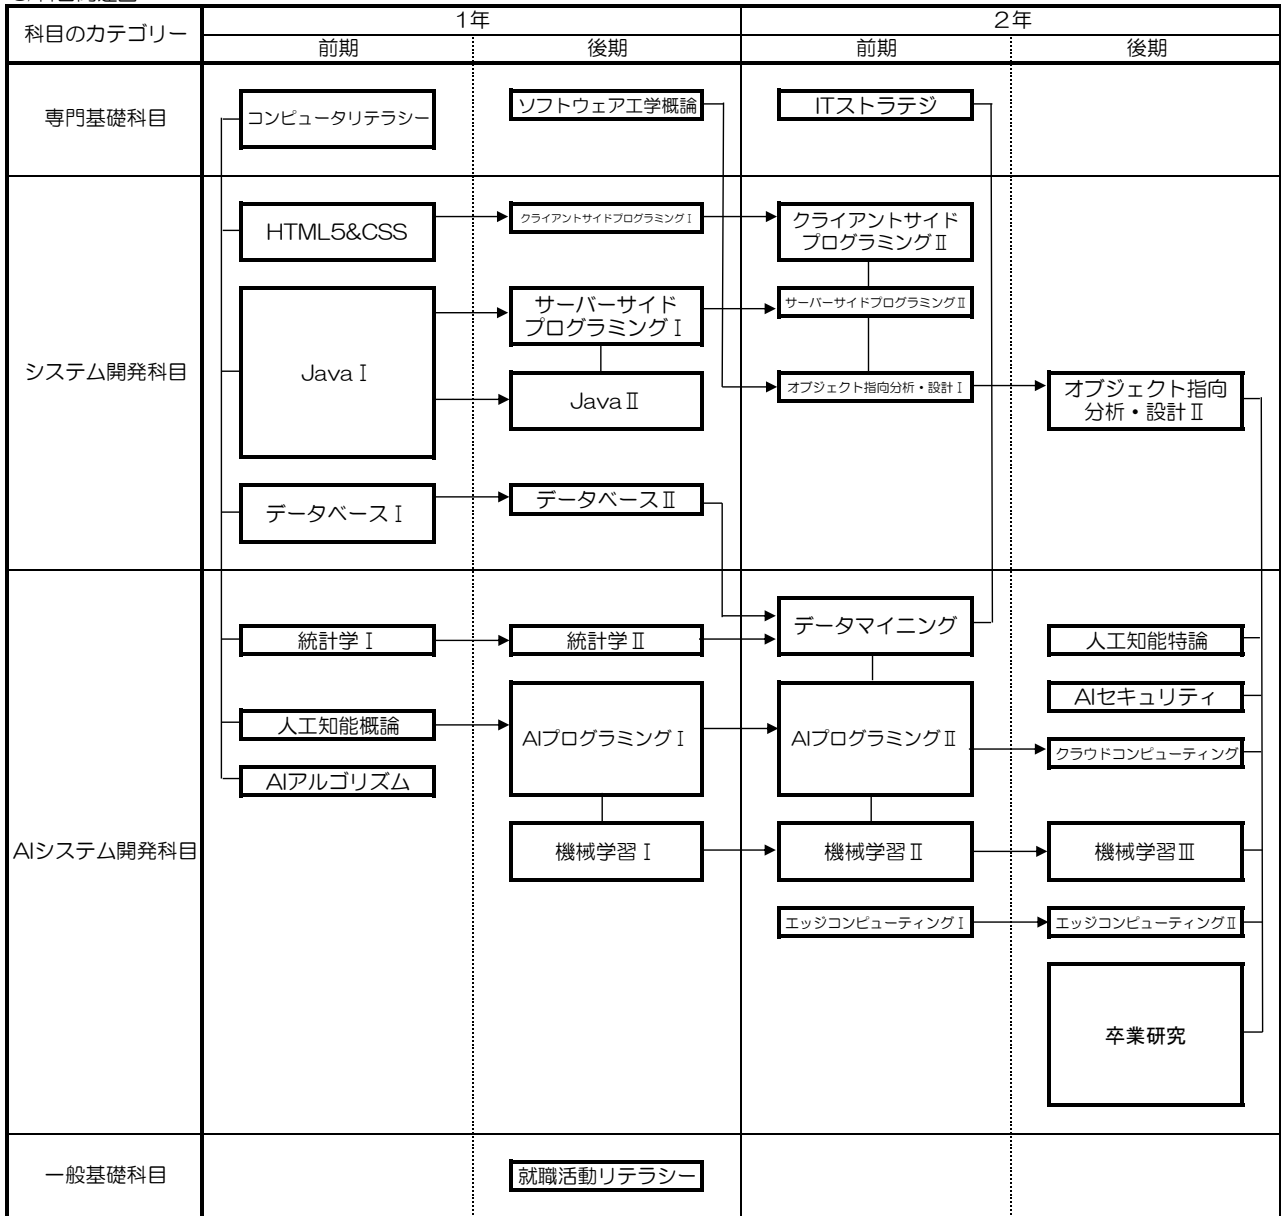 科目のカテゴリー
1年
2年
前期
後期
前期
後期
専門基礎科目
コンピュータリテラシー
ソフトウェア工学概論
ITストラテジ
システム開発科目
HTML5&CSS
クライアントサイドプログラミングⅠ
クライアントサイド
プログラミングⅡ
JavaⅠ
サーバーサイド
プログラミングⅠ
サーバーサイドプログラミングⅡ
JavaⅡ
オブジェクト指向分析・設計Ⅰ
オブジェクト指向
分析・設計Ⅱ
データベースⅠ
データベースⅡ
AIシステム開発科目
データマイニング
統計学Ⅰ
統計学Ⅱ
人工知能特論
AIセキュリティ
人工知能概論
AIプログラミングⅠ
AIプログラミングⅡ
クラウドコンピューティング
AIアルゴリズム
機械学習Ⅰ
機械学習Ⅱ
機械学習Ⅲ
エッジコンピューティングⅠ
エッジコンピューティングⅡ
卒業研究
一般基礎科目
就職活動リテラシー